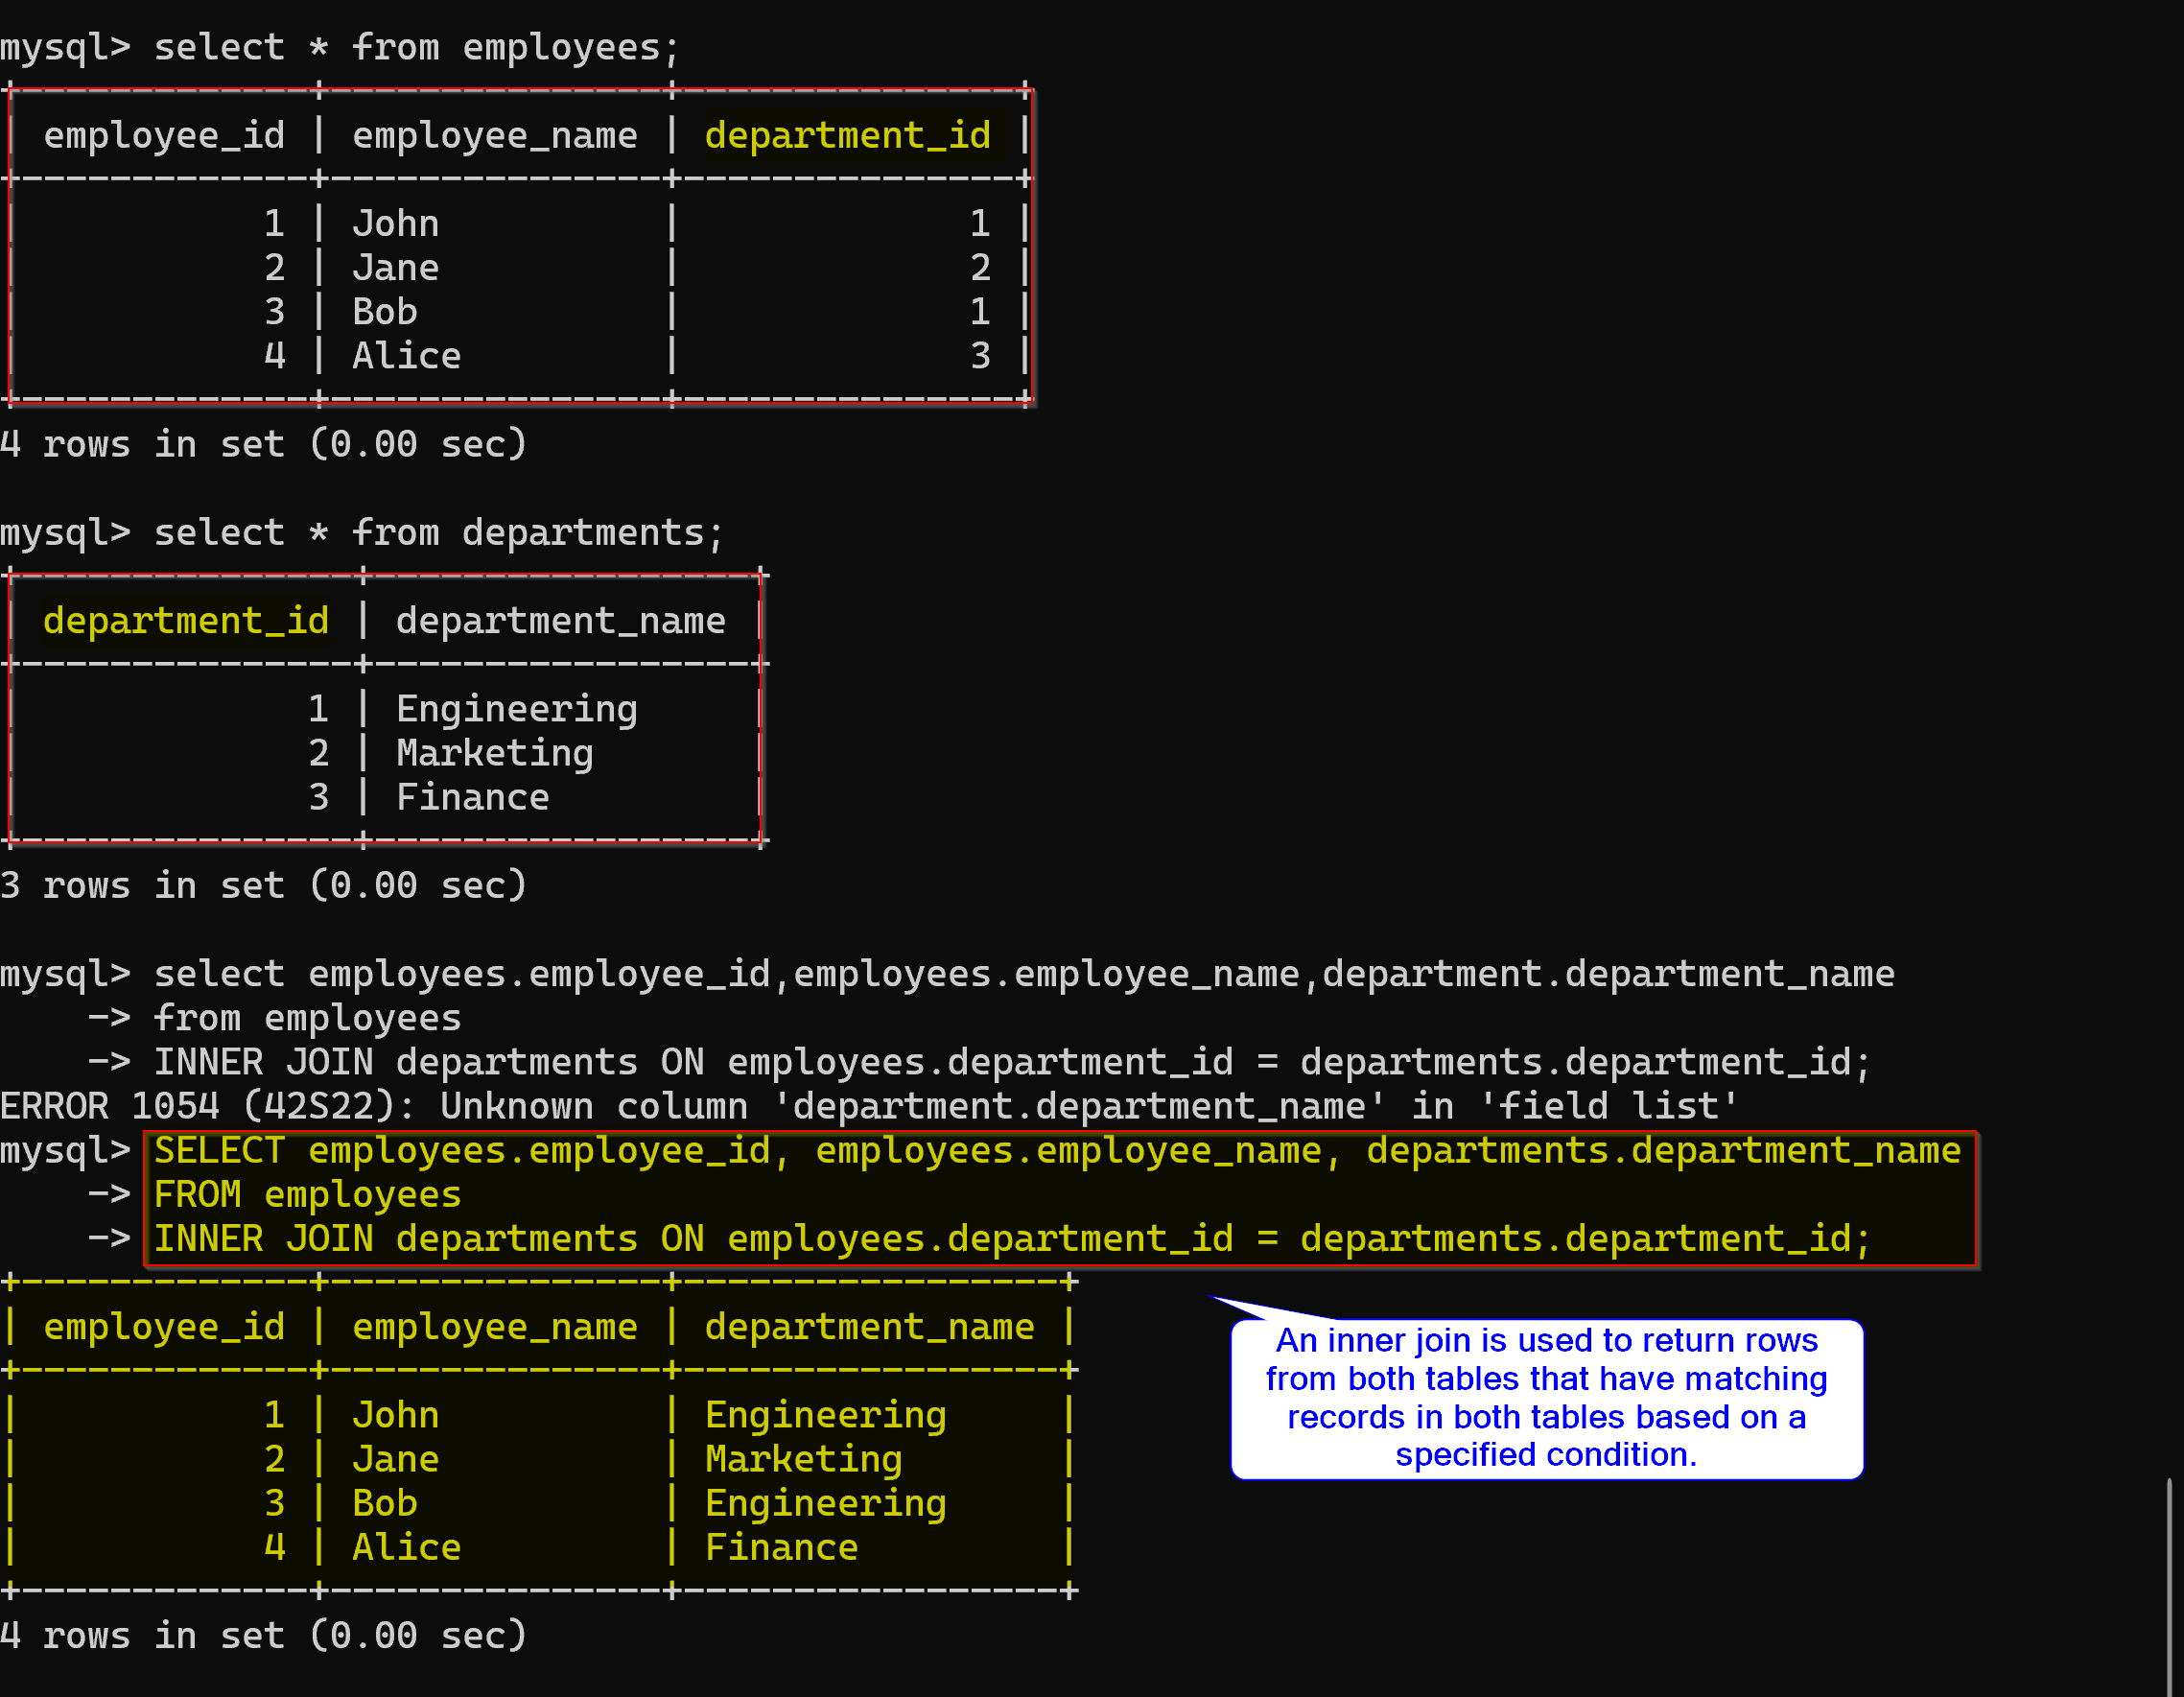 mysql> select * from employees;
+-------------+---------------+---------------+
| employee_id | employee_name | department_id |
+-------------+---------------+---------------+
|           1 | John          |             1 |
|           2 | Jane          |             2 |
|           3 | Bob           |             1 |
|           4 | Alice         |             3 |
+-------------+---------------+---------------+
4 rows in set (0.00 sec)
mysql> select * from departments;
+---------------+-----------------+
| department_id | department_name |
+---------------+-----------------+
|             1 | Engineering     |
|             2 | Marketing       |
|             3 | Finance         |
+---------------+-----------------+
3 rows in set (0.00 sec)
mysql> select employees.employee_id,employees.employee_name,department.department_name
    -> from employees
    -> INNER JOIN departments ON employees.department_id = departments.department_id;
ERROR 1054 (42S22): Unknown column 'department.department_name' in 'field list'
mysql> SELECT employees.employee_id, employees.employee_name, departments.department_name
    -> FROM employees
    -> INNER JOIN departments ON employees.department_id = departments.department_id;
+-------------+---------------+-----------------+
| employee_id | employee_name | department_name |
+-------------+---------------+-----------------+
|           1 | John          | Engineering     |
|           2 | Jane          | Marketing       |
|           3 | Bob           | Engineering     |
|           4 | Alice         | Finance         |
+-------------+---------------+-----------------+
4 rows in set (0.00 sec)
An inner join is used to return rows
from both tables that have matching
records in both tables based on a
specified condition.